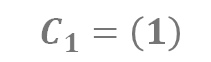 C₁ = (1)